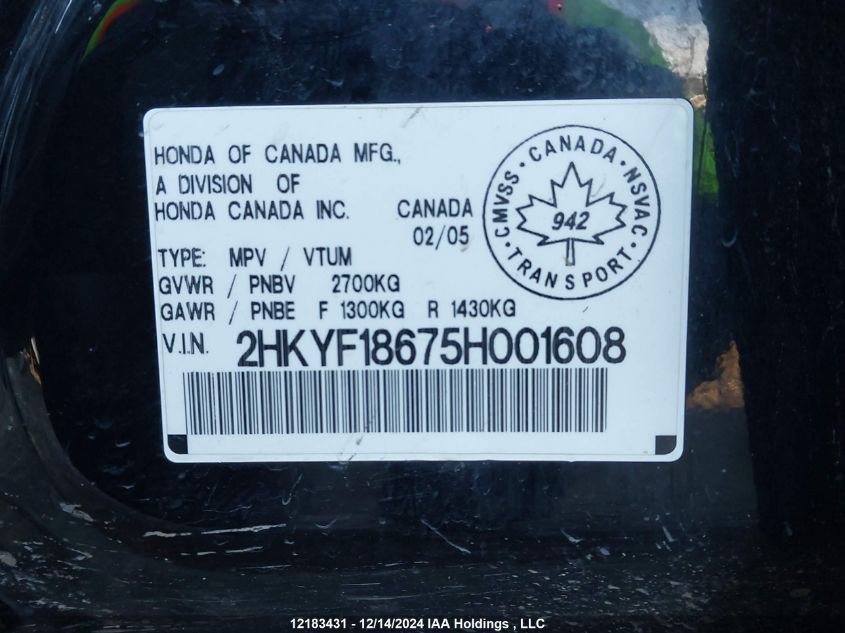 HONDA OF CANADA MFG.,
A DIVISION OF
HONDA CANADA INC. CANADA
02/05
TYPE: MPV / VTUM
GVWR / PNBV 2700KG
GAWR / PNBE F 1300KG R 1430KG
V.I.N. 2HKYF18675H001608
CMVSS · CANADA · NSVAC · TRANSPORT ·
942
12183431 - 12/14/2024 IAA Holdings , LLC